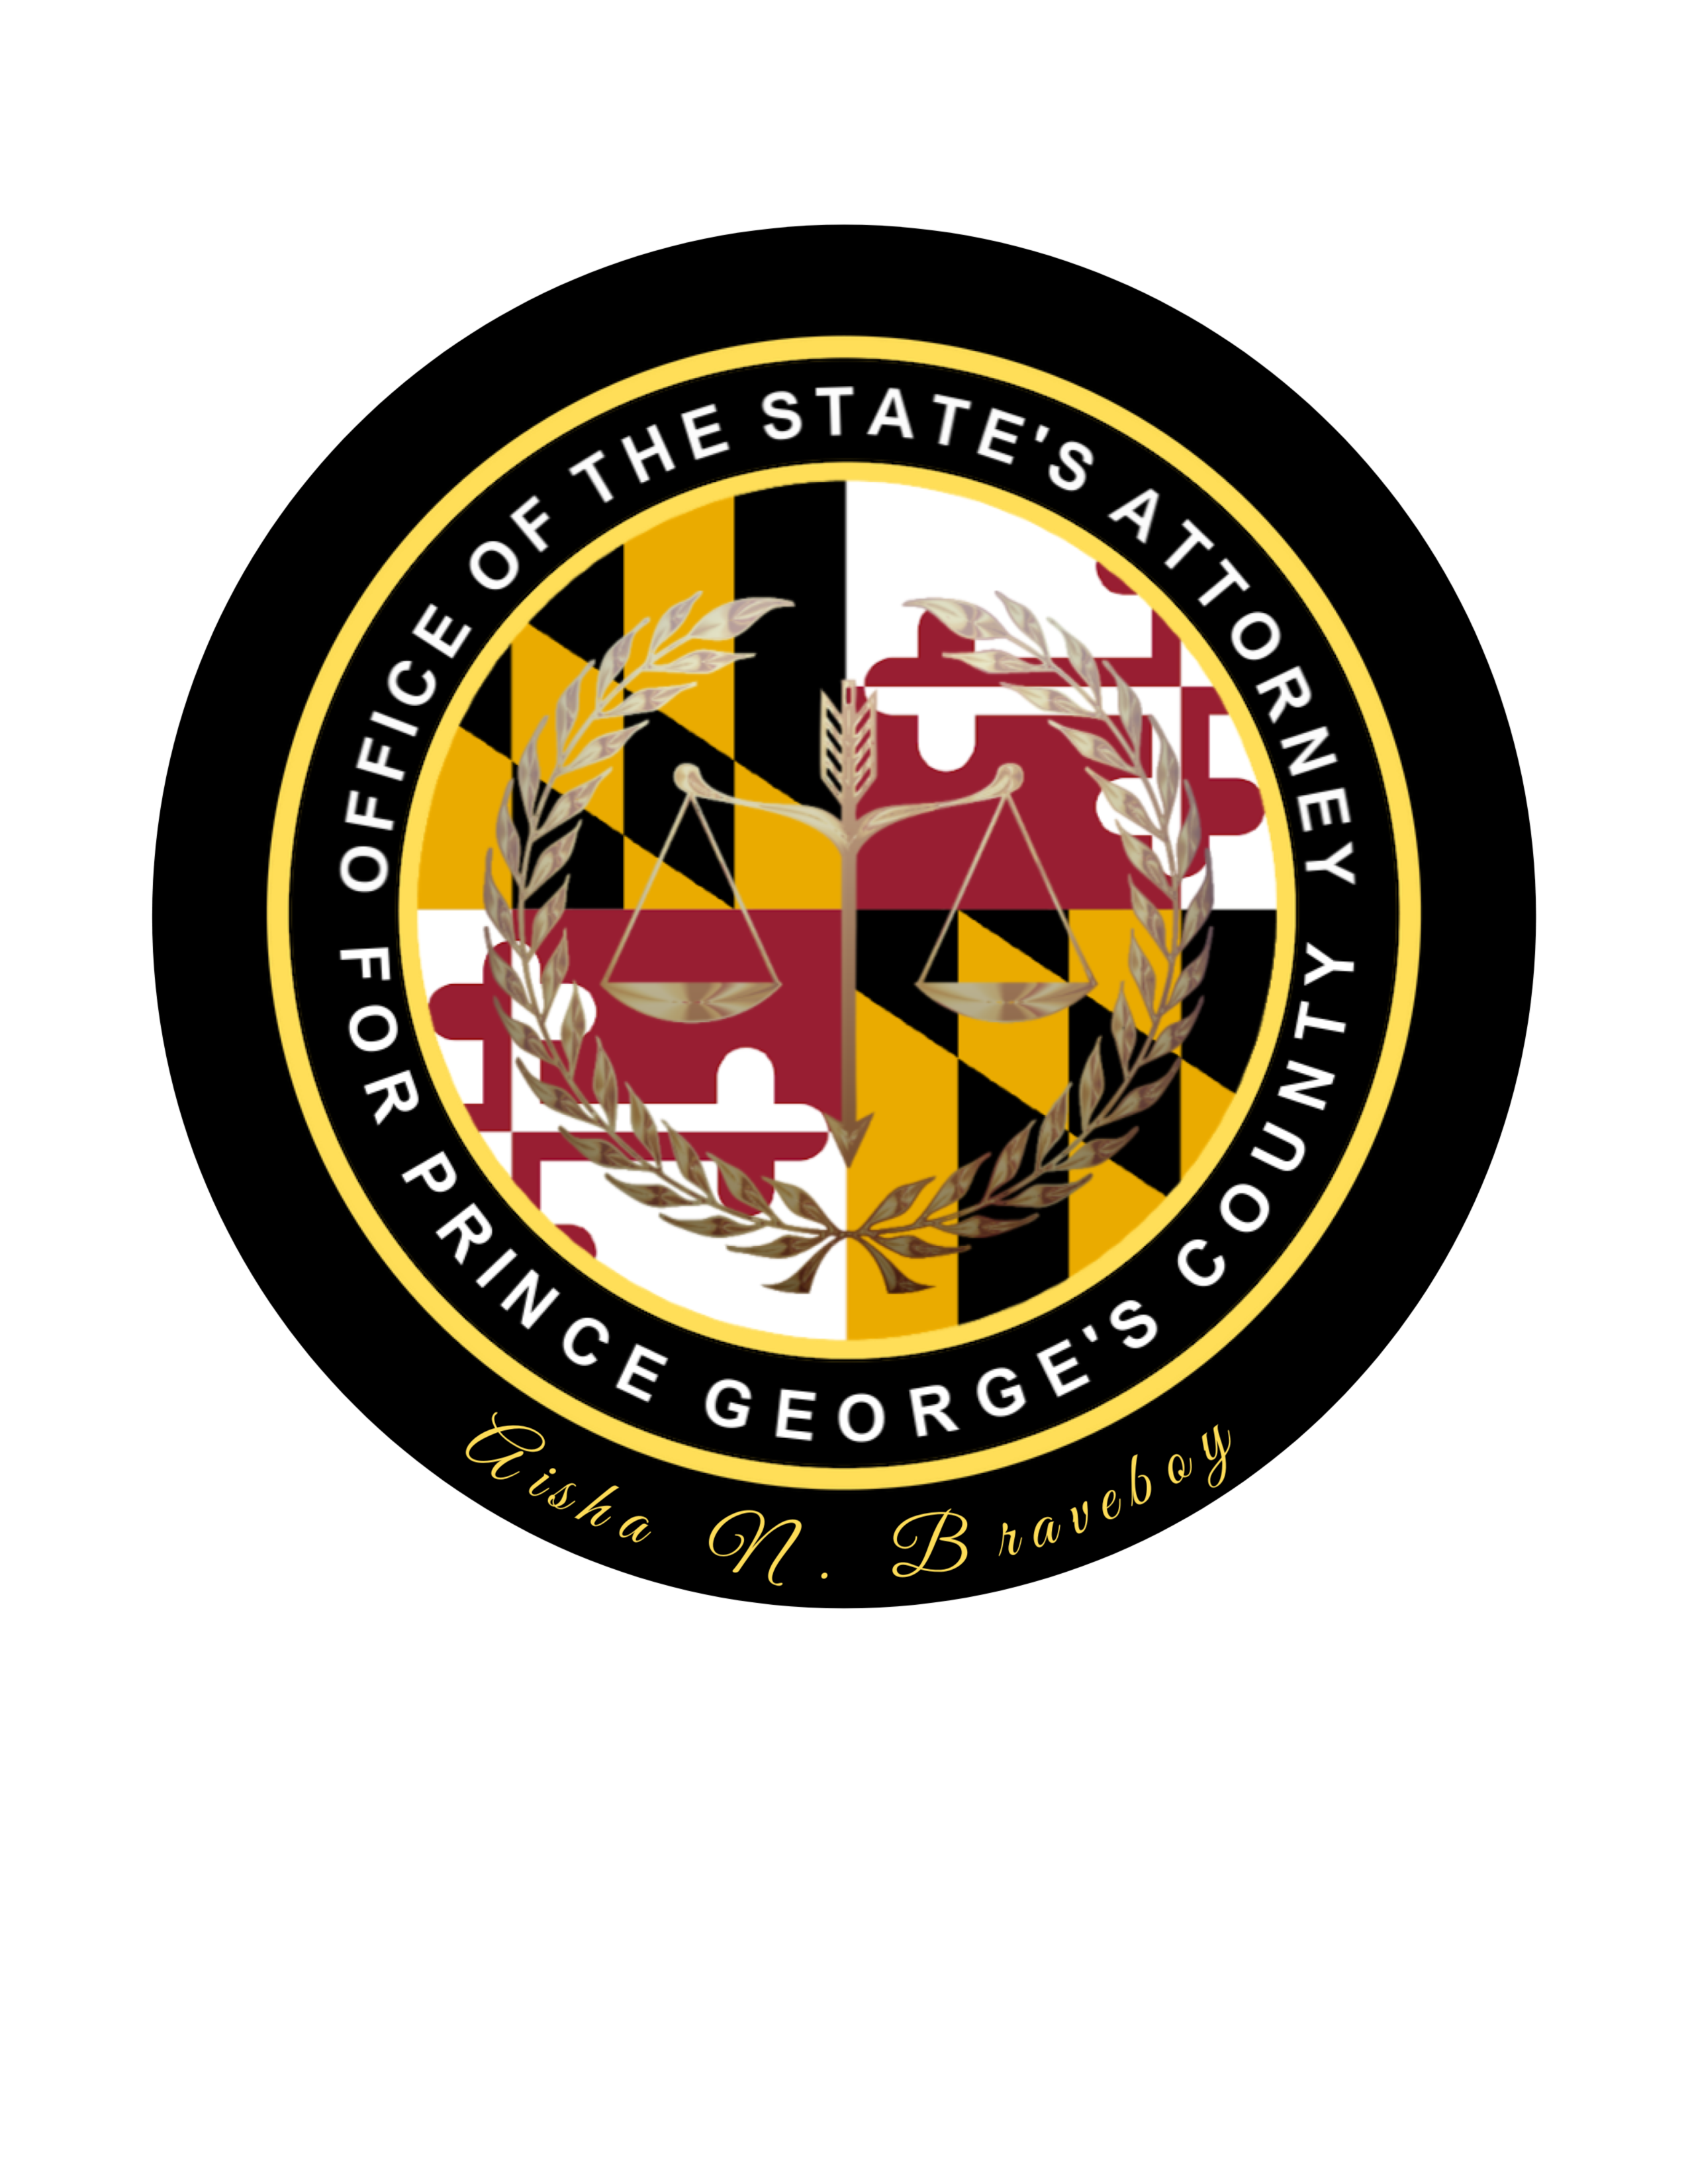 OFFICE OF THE STATE'S ATTORNEY
FOR PRINCE GEORGE'S COUNTY
Aisha N. Braveboy